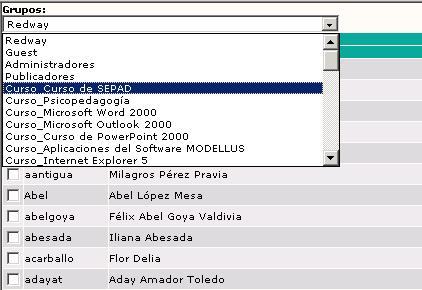 Grupos:
Redway
Redway
Guest
Administradores
Publicadores
Curso_Curso de SEPAD
Curso_Psicopedagogía
Curso_Microsoft Word 2000
Curso_Microsoft Outlook 2000
Curso_Curso de PowerPoint 2000
Curso_Aplicaciones del Software MODELLUS
Curso_Internet Explorer 5
aantigua Milagros Pérez Pravia
Abel Abel López Mesa
abelgoya Félix Abel Goya Valdivia
abesada Iliana Abesada
acarballo Flor Delia
adayat Aday Amador Toledo